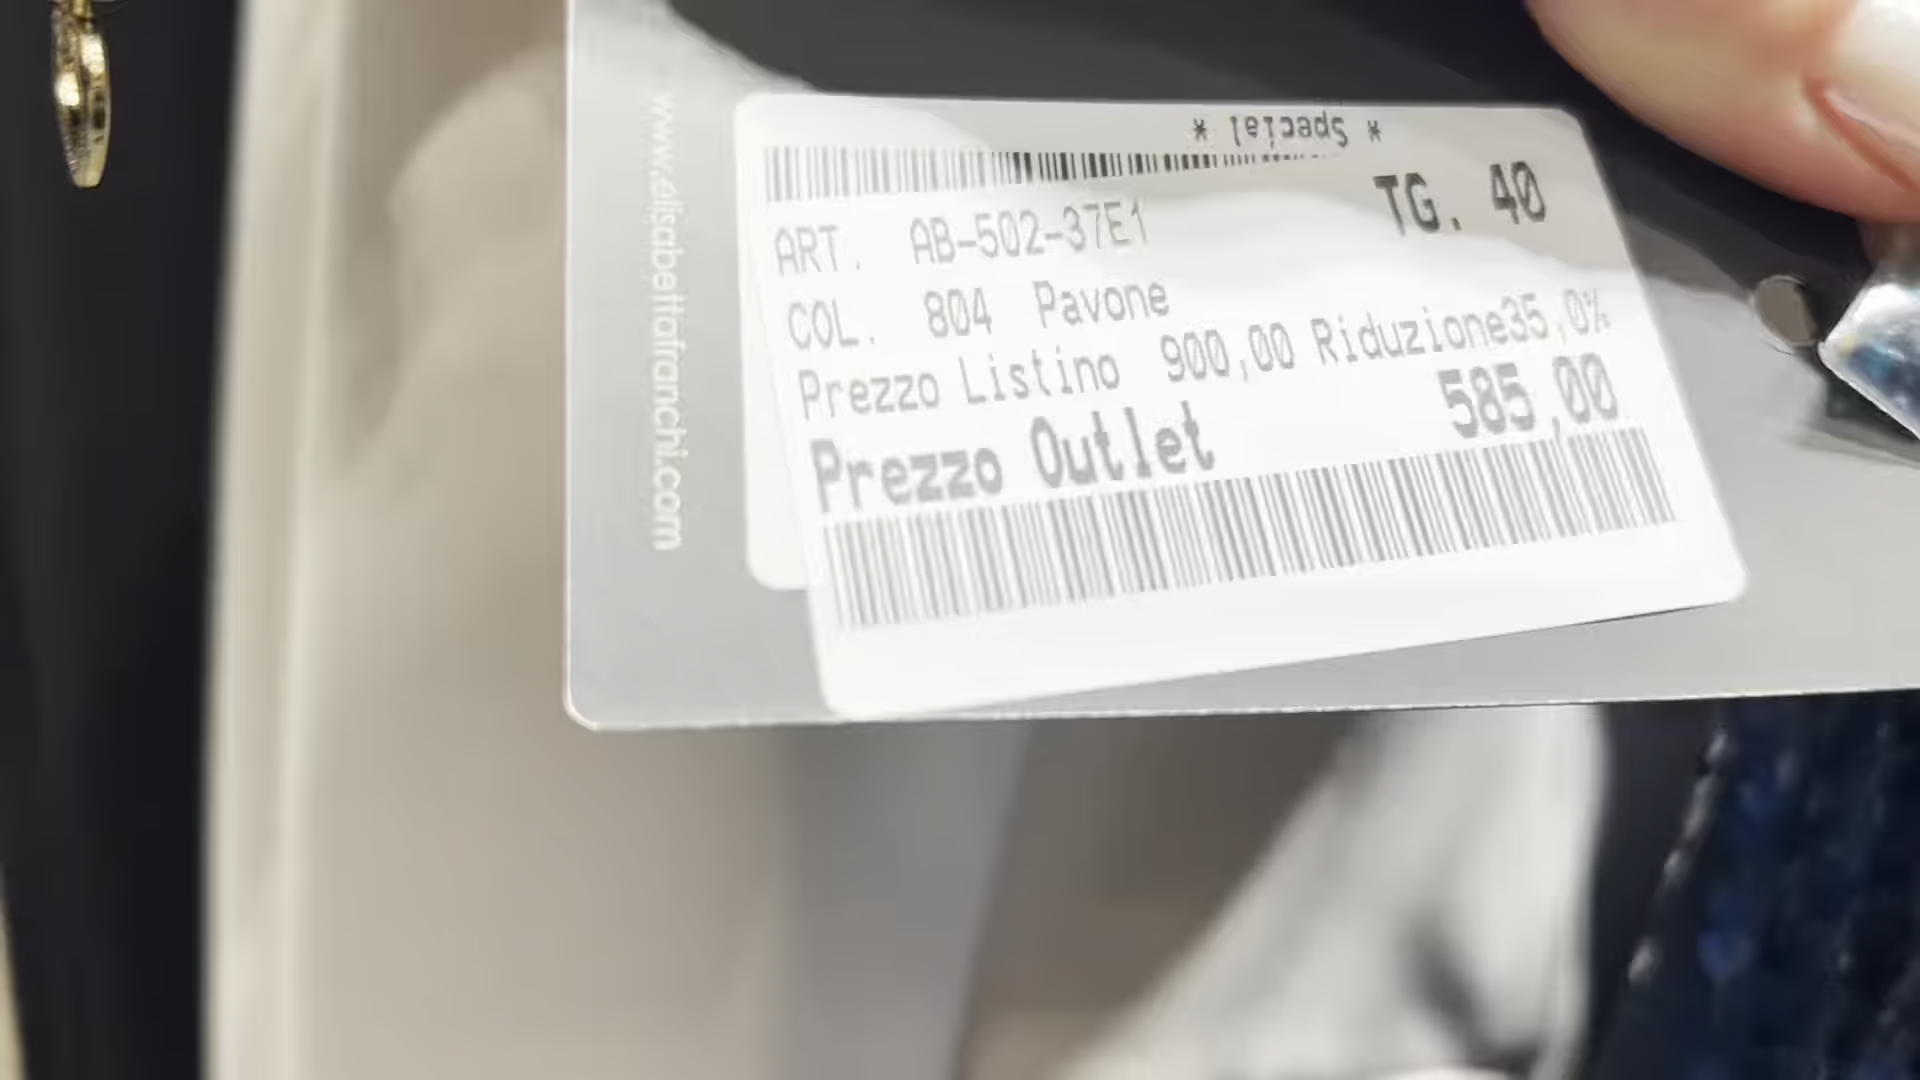 www.elisabettafranchi.com
* Special *
TG. 40
ART. AB-502-37E1
COL. 804 Pavone
Prezzo Listino 900,00 Riduzione35,0%
Prezzo Outlet 585,00